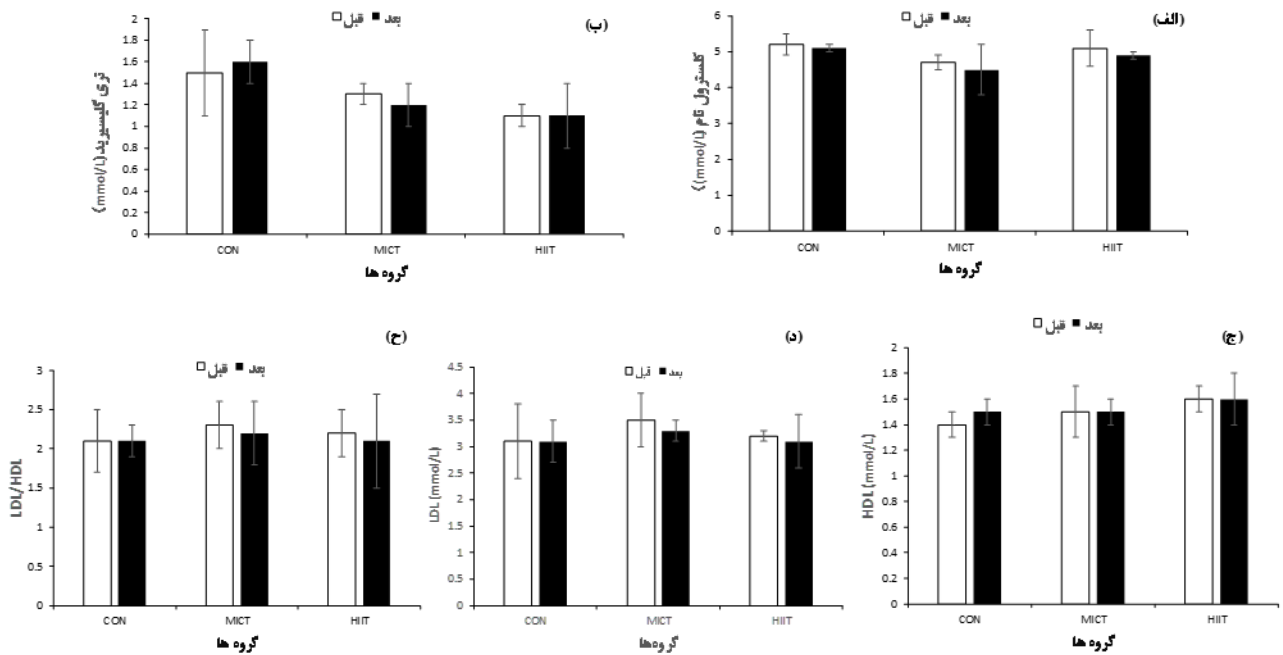 (الف)
قبل بعد
کلسترول تام (mmol/L))
6
5
4
3
2
1
0
CON MICT HIIT
گروه ها
(ب)
قبل بعد
تری گلیسیرید (mmol/L)
2
1.8
1.6
1.4
1.2
1
0.8
0.6
0.4
0.2
0
CON MICT HIIT
گروه ها
(ج)
قبل بعد
HDL (mmol/L)
2
1.8
1.6
1.4
1.2
1
0.8
0.6
0.4
0.2
0
CON MICT HIIT
گروه ها
(د)
قبل بعد
LDL (mmol/L)
4.5
4
3.5
3
2.5
2
1.5
1
0.5
0
CON MICT HIIT
گروه‌ها
(ح)
قبل بعد
LDL/HDL
3
2.5
2
1.5
1
0.5
0
CON MICT HIIT
گروه ها